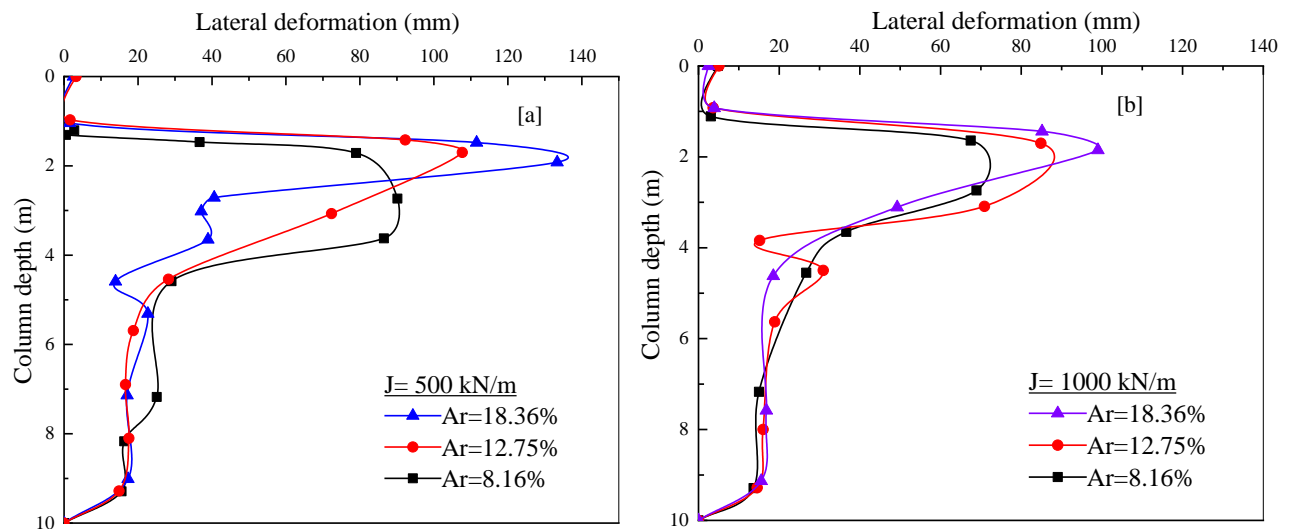 Lateral deformation (mm)
0 20 40 60 80 100 120 140
0
2
4
6
8
10
Column depth (m)
[a]
J= 500 kN/m
Ar=18.36%
Ar=12.75%
Ar=8.16%
Lateral deformation (mm)
0 20 40 60 80 100 120 140
0
2
4
6
8
10
Column depth (m)
[b]
J= 1000 kN/m
Ar=18.36%
Ar=12.75%
Ar=8.16%